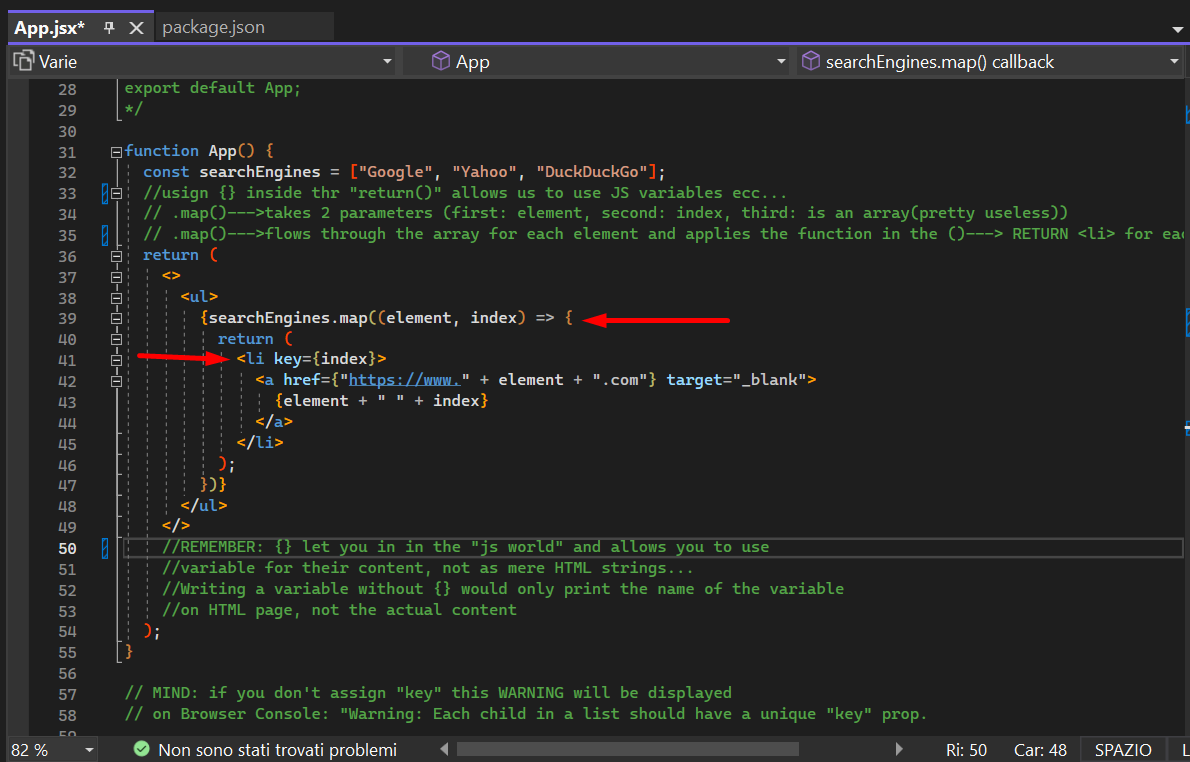 App.jsx* package.json
Varie App searchEngines.map() callback
28 export default App;
29 */
30
31 function App() {
32 const searchEngines = ["Google", "Yahoo", "DuckDuckGo"];
33 //usign {} inside thr "return()" allows us to use JS variables ecc...
34 // .map()--->takes 2 parameters (first: element, second: index, third: is an array(pretty useless))
35 // .map()--->flows through the array for each element and applies the function in the ()---> RETURN <li> for eac
36 return (
37 <>
38 <ul>
39 {searchEngines.map((element, index) => {
40 return (
41 <li key={index}>
42 <a href={"https://www." + element + ".com"} target="_blank">
43 {element + " " + index}
44 </a>
45 </li>
46 );
47 })}
48 </ul>
49 </>
50 //REMEMBER: {} let you in in the "js world" and allows you to use
51 //variable for their content, not as mere HTML strings...
52 //Writing a variable without {} would only print the name of the variable
53 //on HTML page, not the actual content
54 );
55 }
56
57 // MIND: if you don't assign "key" this WARNING will be displayed
58 // on Browser Console: "Warning: Each child in a list should have a unique "key" prop.
82 % Non sono stati trovati problemi Ri: 50 Car: 48 SPAZIO